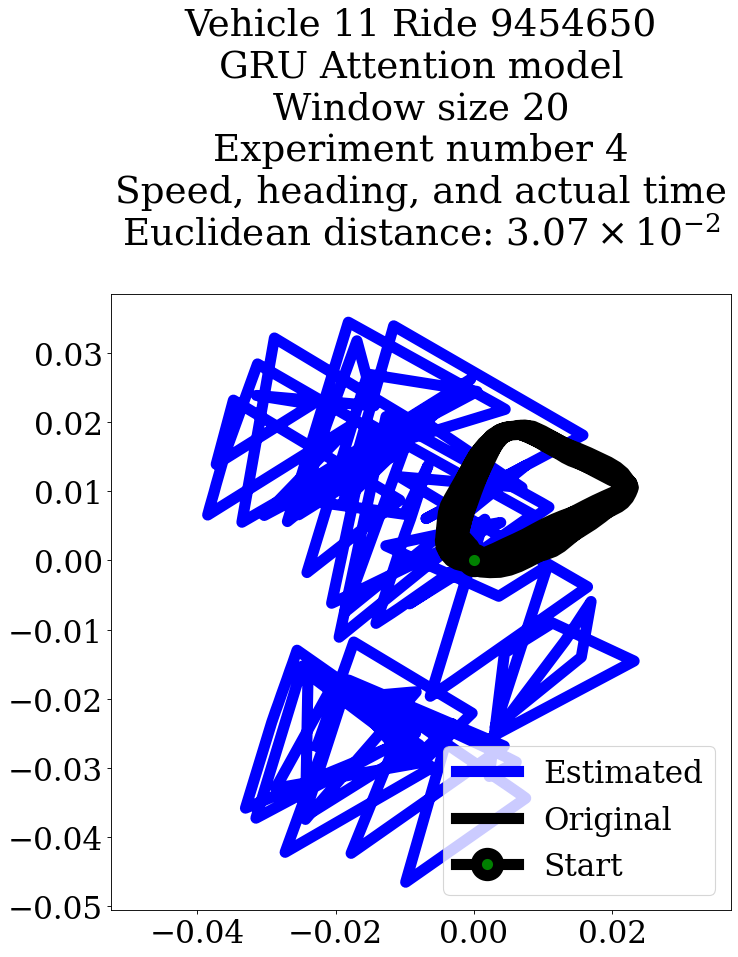 Vehicle 11 Ride 9454650
GRU Attention model
Window size 20
Experiment number 4
Speed, heading, and actual time
Euclidean distance: 3.07 × 10⁻²
0.03
0.02
0.01
0.00
−0.01
−0.02
−0.03
−0.04
−0.05
−0.04 −0.02 0.00 0.02
Estimated
Original
Start